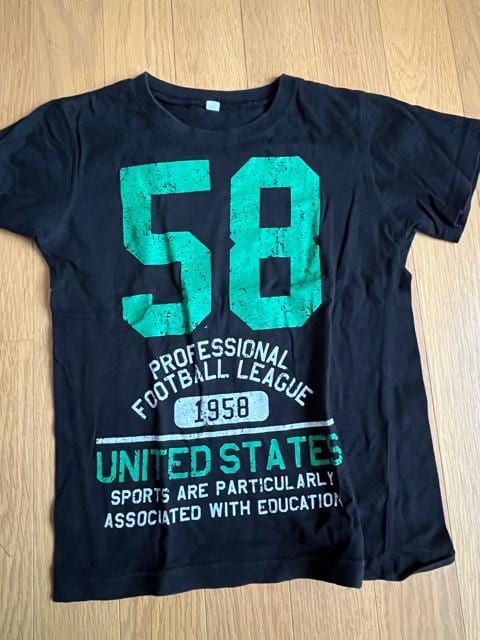 58
PROFESSIONAL
FOOTBALL LEAGUE
1958
UNITED STATES
SPORTS ARE PARTICULARLY
ASSOCIATED WITH EDUCATION